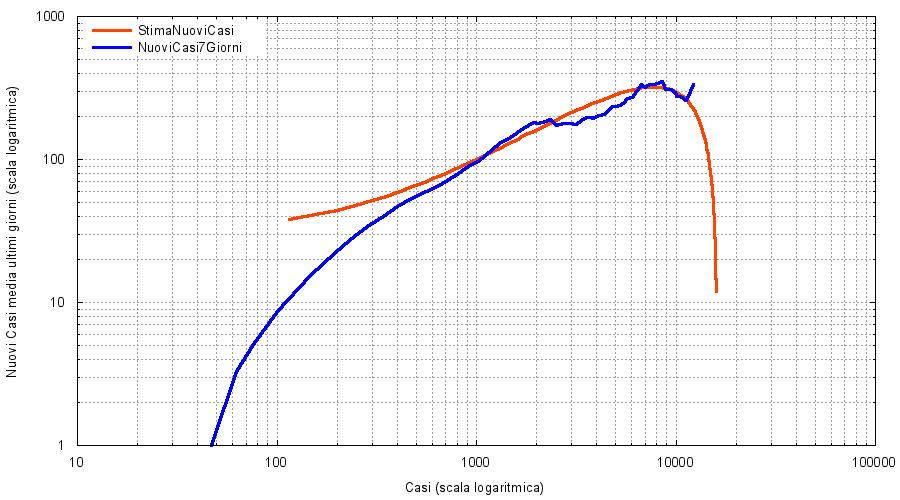 1000
StimaNuoviCasi
NuoviCasi7Giorni
100
10
1
10
100
1000
10000
100000
Nuovi Casi media ultimi giorni (scala logaritmica)
Casi (scala logaritmica)